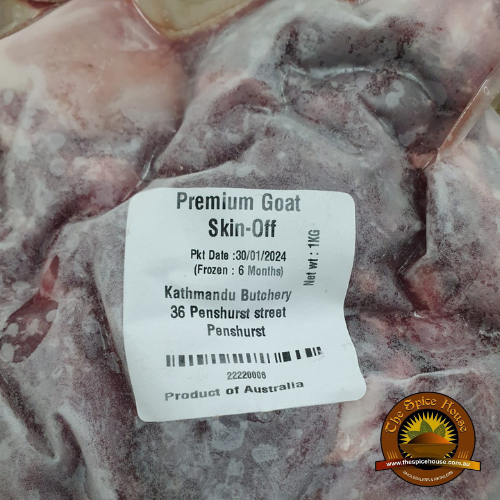 Premium Goat
Skin-Off
Pkt Date :30/01/2024
(Frozen : 6 Months)
Net wt : 1KG
Kathmandu Butchery
36 Penshurst street
Penshurst
22220006
Product of Australia
The Spice House
www.thespicehouse.com.au